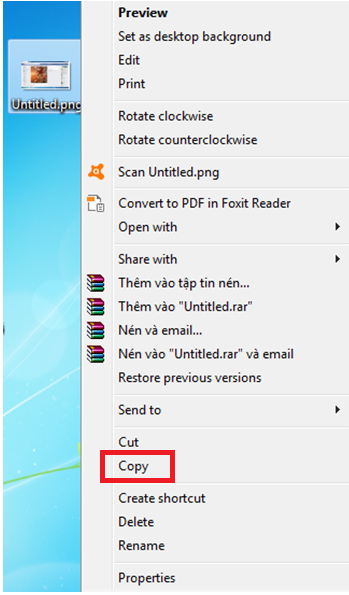 Preview
Set as desktop background
Edit
Print
Rotate clockwise
Rotate counterclockwise
Scan Untitled.png
Convert to PDF in Foxit Reader
Open with
Share with
Thêm vào tập tin nén...
Thêm vào "Untitled.rar"
Nén và email...
Nén vào "Untitled.rar" và email
Restore previous versions
Send to
Cut
Copy
Create shortcut
Delete
Rename
Properties
Untitled.png